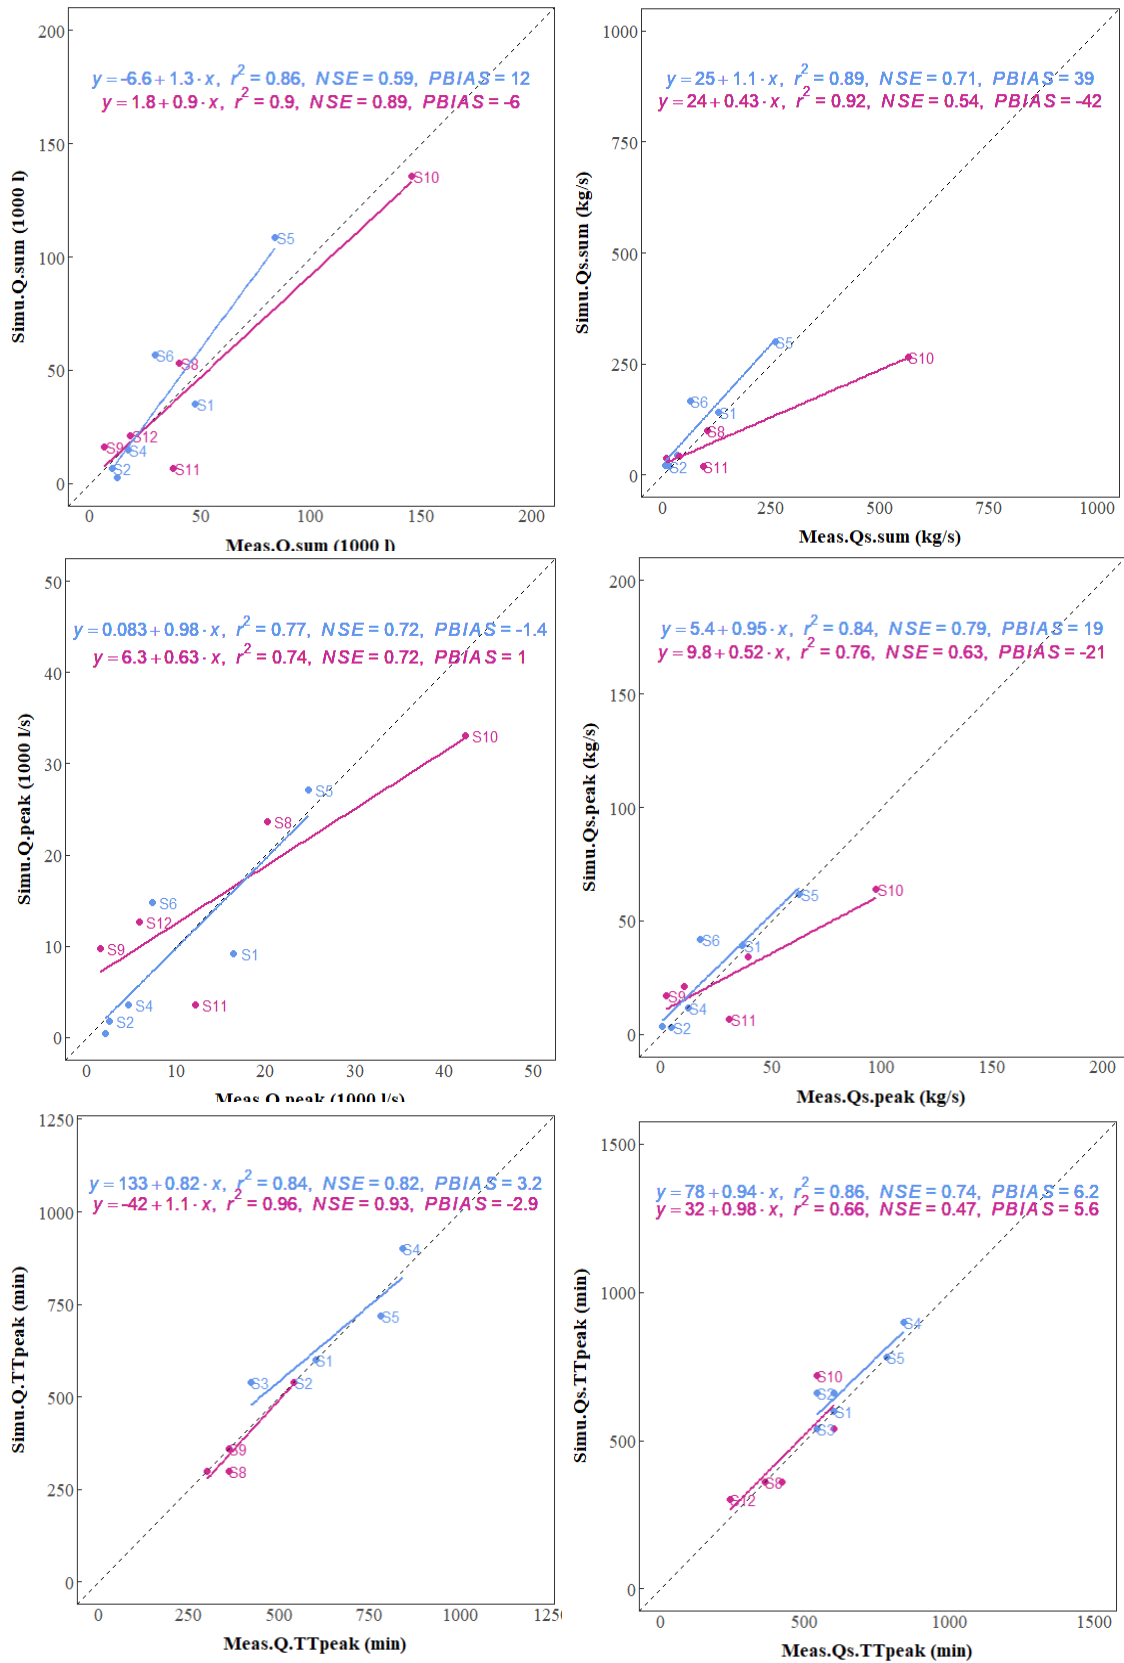 200
y = -6.6 + 1.3 · x, r² = 0.86, NSE = 0.59, PBIAS = 12
y = 1.8 + 0.9 · x, r² = 0.9, NSE = 0.89, PBIAS = -6
150
S10
Simu.Q.sum (1000 l)
S5
100
S6
S8
50
S1
S12
S9
S4
S2
S11
0
0 50 100 150 200
Meas.Q.sum (1000 l)
1000
y = 25 + 1.1 · x, r² = 0.89, NSE = 0.71, PBIAS = 39
y = 24 + 0.43 · x, r² = 0.92, NSE = 0.54, PBIAS = -42
750
Simu.Qs.sum (kg/s)
500
S5
S10
250
S6
S1
S8
S2
S11
0
0 250 500 750 1000
Meas.Qs.sum (kg/s)
50
y = 0.083 + 0.98 · x, r² = 0.77, NSE = 0.72, PBIAS = -1.4
y = 6.3 + 0.63 · x, r² = 0.74, NSE = 0.72, PBIAS = 1
40
S10
Simu.Q.peak (1000 l/s)
30
S5
S8
20
S6
S12
S9
S1
10
S4
S11
S2
0
0 10 20 30 40 50
Meas.Q.peak (1000 l/s)
200
y = 5.4 + 0.95 · x, r² = 0.84, NSE = 0.79, PBIAS = 19
y = 9.8 + 0.52 · x, r² = 0.76, NSE = 0.63, PBIAS = -21
150
Simu.Qs.peak (kg/s)
100
S5
S10
50
S6
S1
S9
S4
S2
S11
0
0 50 100 150 200
Meas.Qs.peak (kg/s)
1250
y = 133 + 0.82 · x, r² = 0.84, NSE = 0.82, PBIAS = 3.2
y = -42 + 1.1 · x, r² = 0.96, NSE = 0.93, PBIAS = -2.9
1000
S4
Simu.Q.TTpeak (min)
750
S5
S1
S3
S2
500
S9
S8
250
0
0 250 500 750 1000 125
Meas.Q.TTpeak (min)
1500
y = 78 + 0.94 · x, r² = 0.86, NSE = 0.74, PBIAS = 6.2
y = 32 + 0.98 · x, r² = 0.66, NSE = 0.47, PBIAS = 5.6
1000
Simu.Qs.TTpeak (min)
S4
S5
S10
S2
S1
S3
500
S8
S12
0
0 500 1000 1500
Meas.Qs.TTpeak (min)